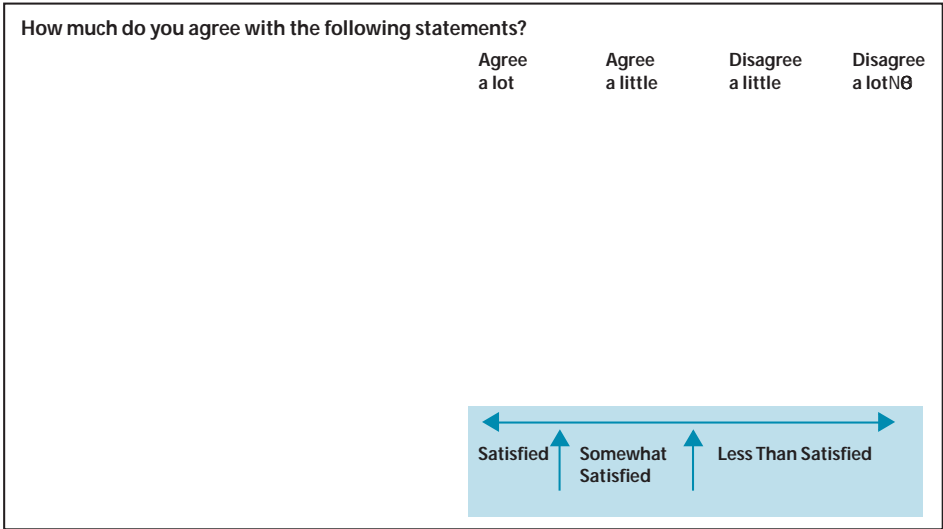 How much do you agree with the following statements?
Agree Agree Disagree Disagree
a lot a little a little a lot
Satisfied Somewhat Less Than Satisfied
Satisfied